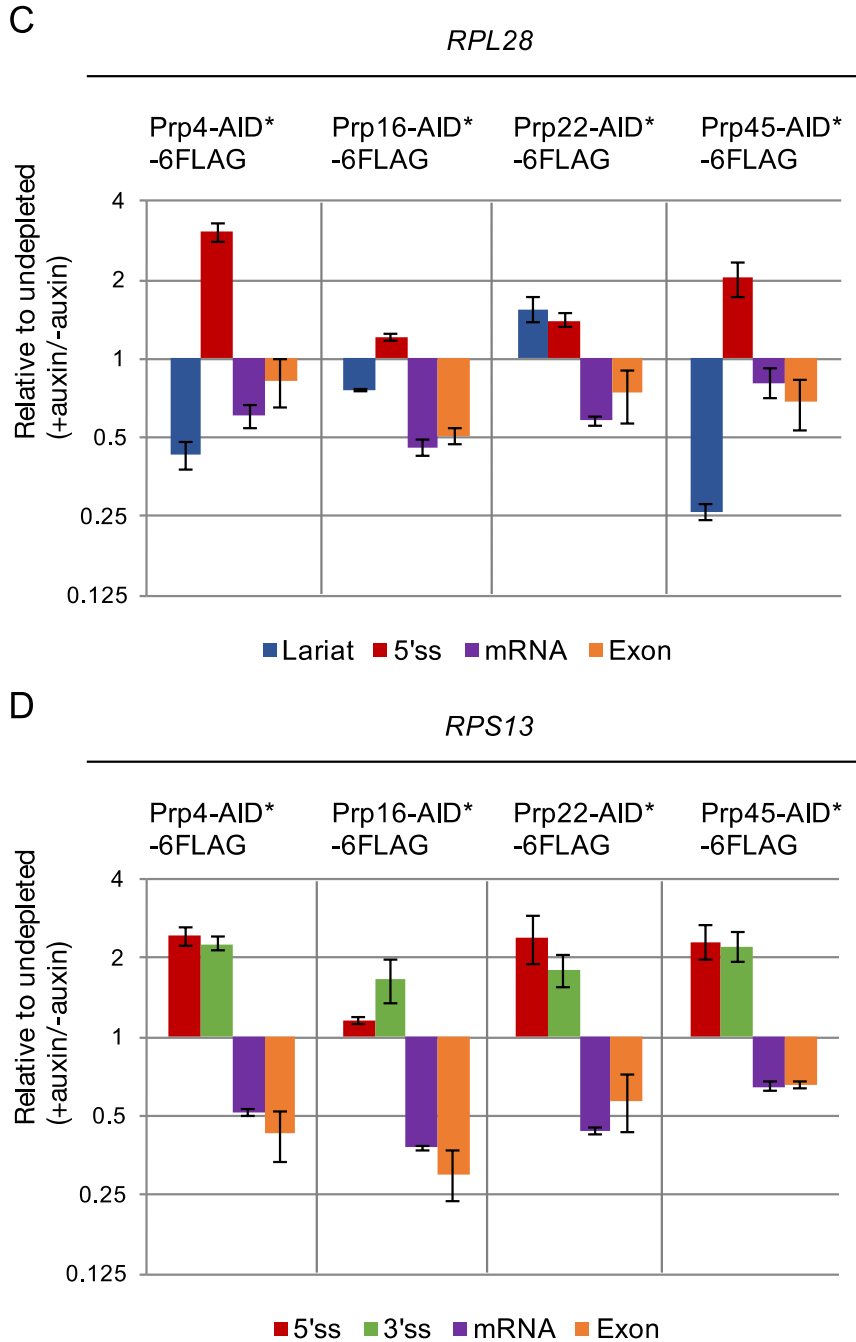 C
RPL28
Prp4-AID* Prp16-AID* Prp22-AID* Prp45-AID*
-6FLAG -6FLAG -6FLAG -6FLAG
Relative to undepleted
(+auxin/-auxin)
4
2
1
0.5
0.25
0.125
Lariat 5'ss mRNA Exon
D
RPS13
Prp4-AID* Prp16-AID* Prp22-AID* Prp45-AID*
-6FLAG -6FLAG -6FLAG -6FLAG
Relative to undepleted
(+auxin/-auxin)
4
2
1
0.5
0.25
0.125
5'ss 3'ss mRNA Exon